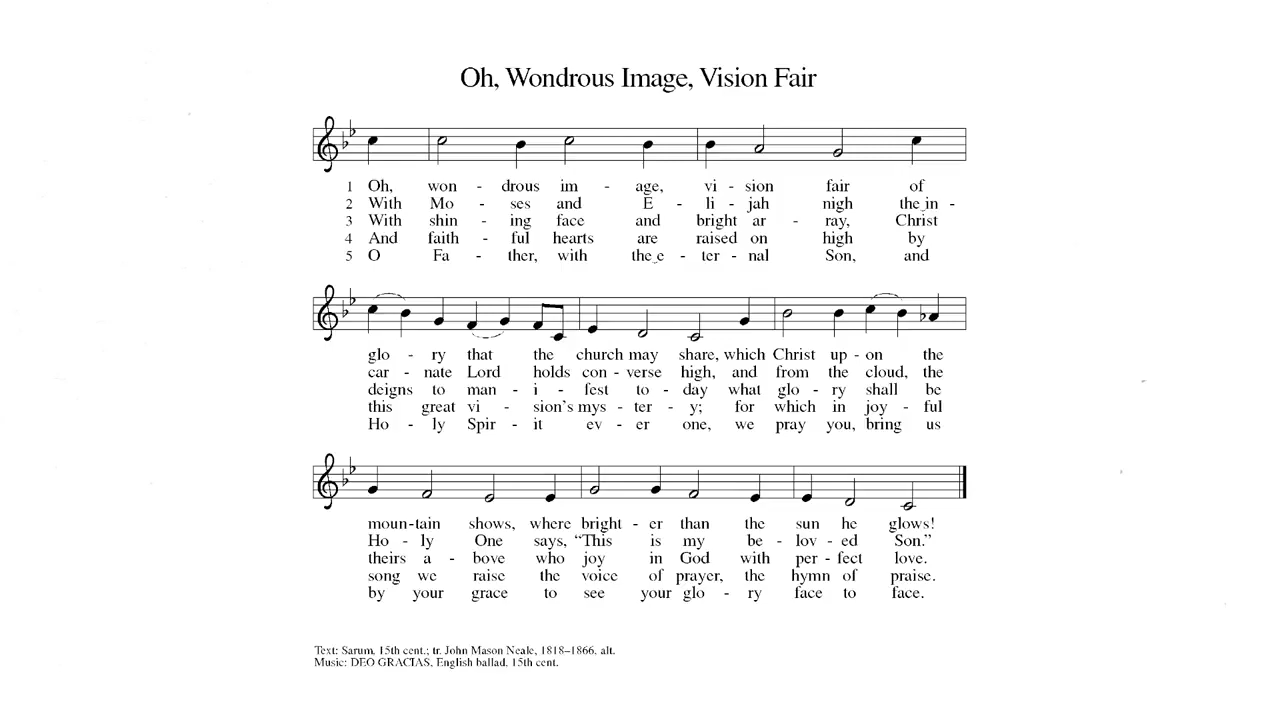 Oh, Wondrous Image, Vision Fair
1 Oh, won - drous im - age, vi - sion fair of
2 With Mo - ses and E - li - jah nigh the in -
3 With shin - ing face and bright ar - ray, Christ
4 And faith - ful hearts are raised on high by
5 O Fa - ther, with the e - ter - nal Son, and
glo - ry that the church may share, which Christ up - on the
car - nate Lord holds con - verse high, and from the cloud, the
deigns to man - i - fest to - day what glo - ry shall be
this great vi - sion's mys - ter - y; for which in joy - ful
Ho - ly Spir - it ev - er one, we pray you, bring us
moun - tain shows, where bright - er than the sun he glows!
Ho - ly One says, “This is my be - lov - ed Son.”
theirs a - bove who joy in God with per - fect love.
song we raise the voice of prayer, the hymn of praise.
by your grace to see your glo - ry face to face.
Text: Sarum, 15th cent.; tr. John Mason Neale, 1818–1866, alt.
Music: DEO GRACIAS, English ballad, 15th cent.